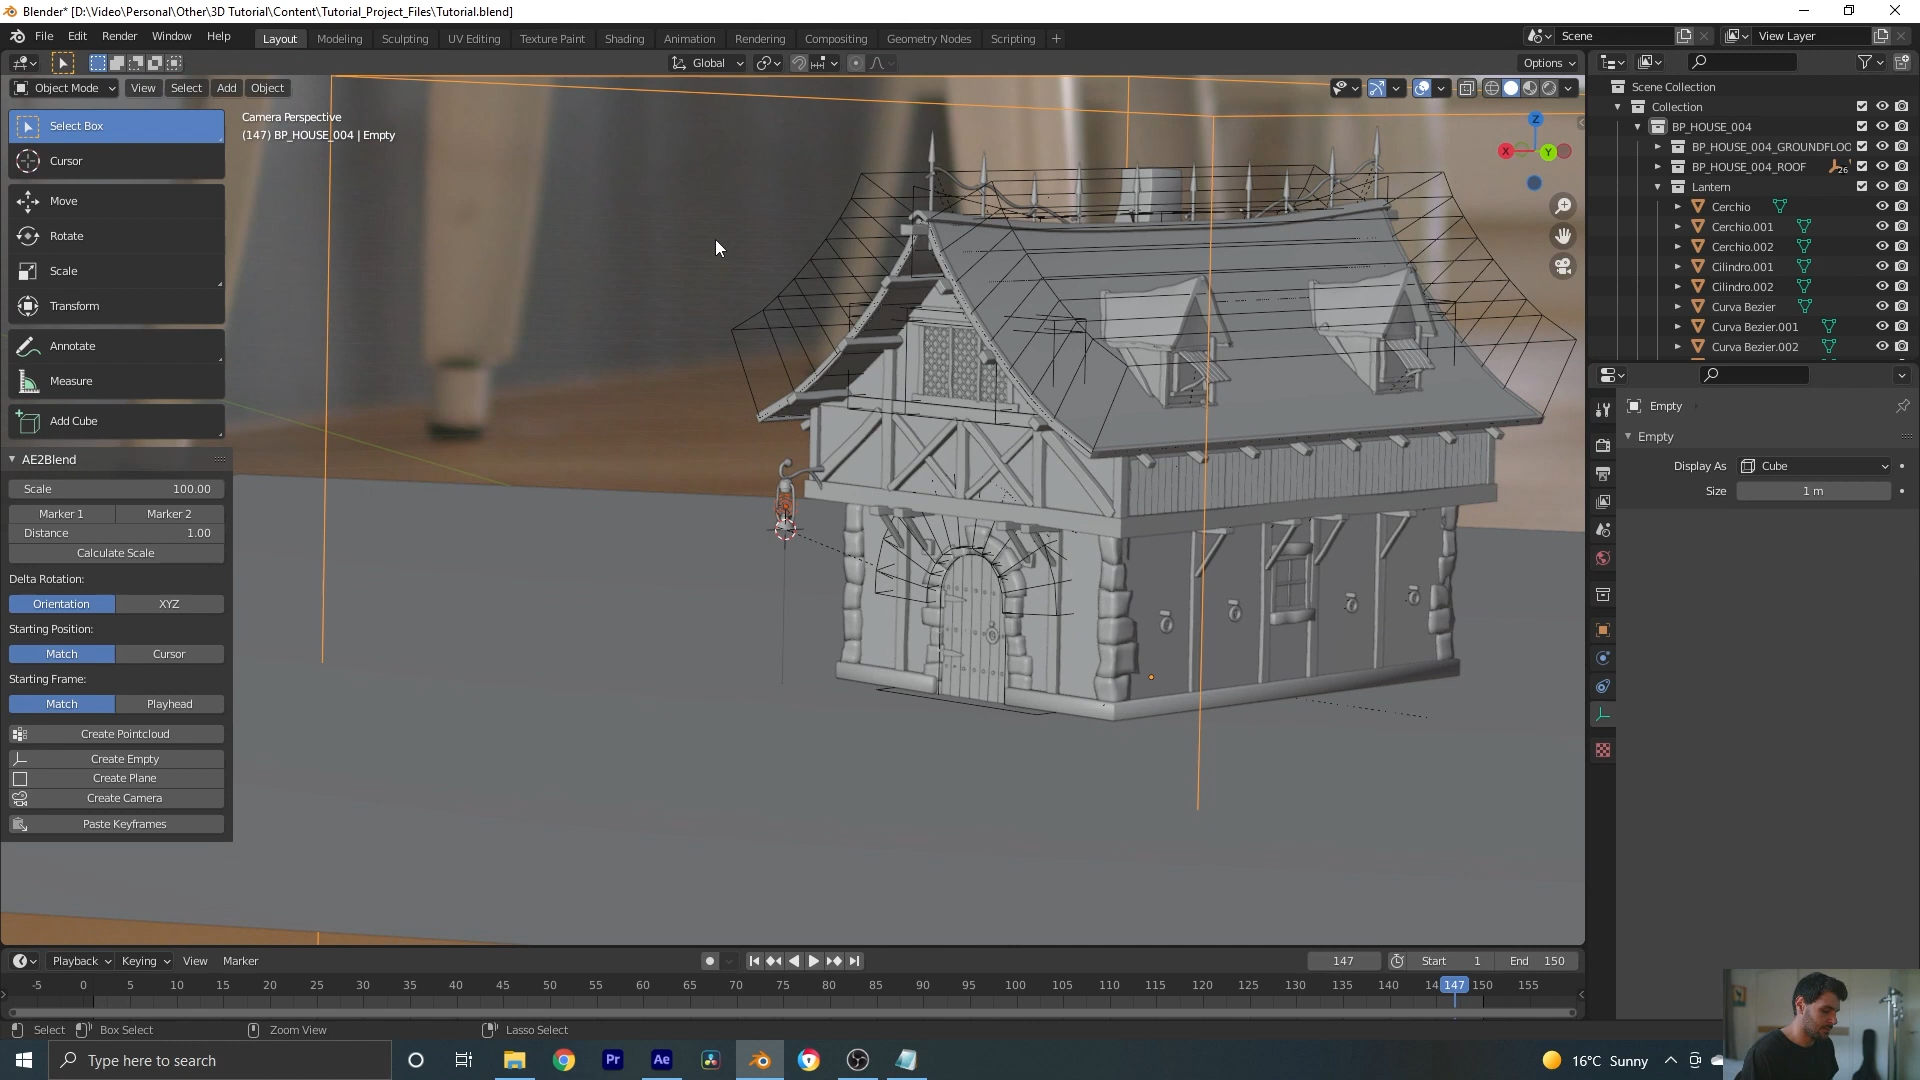 Blender* [D:\Video\Personal\Other\3D Tutorial\Content\Tutorial_Project_Files\Tutorial.blend]
File Edit Render Window Help
Layout Modeling Sculpting UV Editing Texture Paint Shading Animation Rendering Compositing Geometry Nodes Scripting +
Scene View Layer
Global Options
Object Mode View Select Add Object
Select Box
Cursor
Move
Rotate
Scale
Transform
Annotate
Measure
Add Cube
Camera Perspective
(147) BP_HOUSE_004 | Empty
Z
X
Y
AE2Blend
Scale 100.00
Marker 1 Marker 2
Distance 1.00
Calculate Scale
Delta Rotation:
Orientation XYZ
Starting Position:
Match Cursor
Starting Frame:
Match Playhead
Create Pointcloud
Create Empty
Create Plane
Create Camera
Paste Keyframes
Scene Collection
Collection
BP_HOUSE_004
BP_HOUSE_004_GROUNDFLOO
BP_HOUSE_004_ROOF 26
Lantern
Cerchio
Cerchio.001
Cerchio.002
Cilindro.001
Cilindro.002
Curva Bezier
Curva Bezier.001
Curva Bezier.002
Empty
Empty
Display As Cube
Size 1 m
Playback Keying View Marker
147 Start 1 End 150
-5 0 5 10 15 20 25 30 35 40 45 50 55 60 65 70 75 80 85 90 95 100 105 110 115 120 125 130 135 140 14 147 150 155
Select Box Select Zoom View Lasso Select
Type here to search
Pr Ae
16°C Sunny